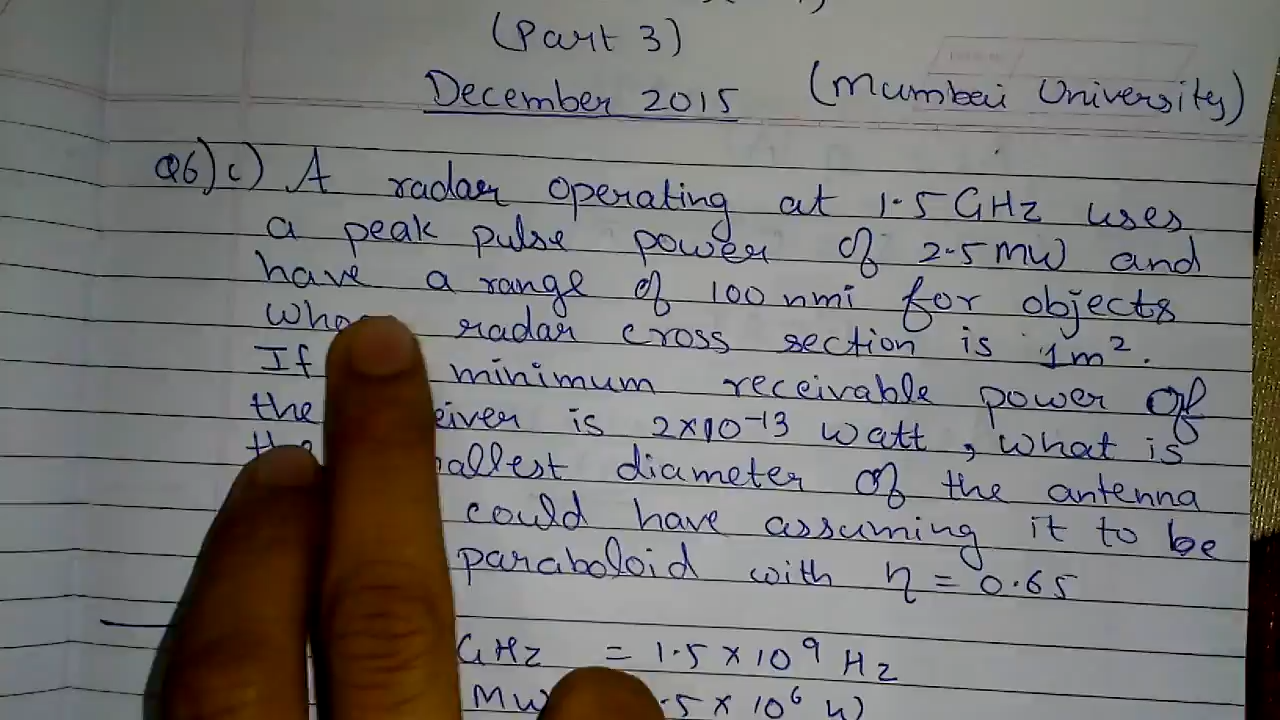 (Part 3)
December 2015 (Mumbai University)
Q6) c) A radar operating at 1.5 GHz uses
a peak pulse power of 2.5 MW and
have a range of 100 nmi for objects
radar cross section is 1m².
If minimum receivable power of
the is 2×10⁻¹³ watt, what is
diameter of the antenna
could have assuming it to be
paraboloid with η = 0.65
GHz = 1.5 × 10⁹ Hz
× 10⁶ W